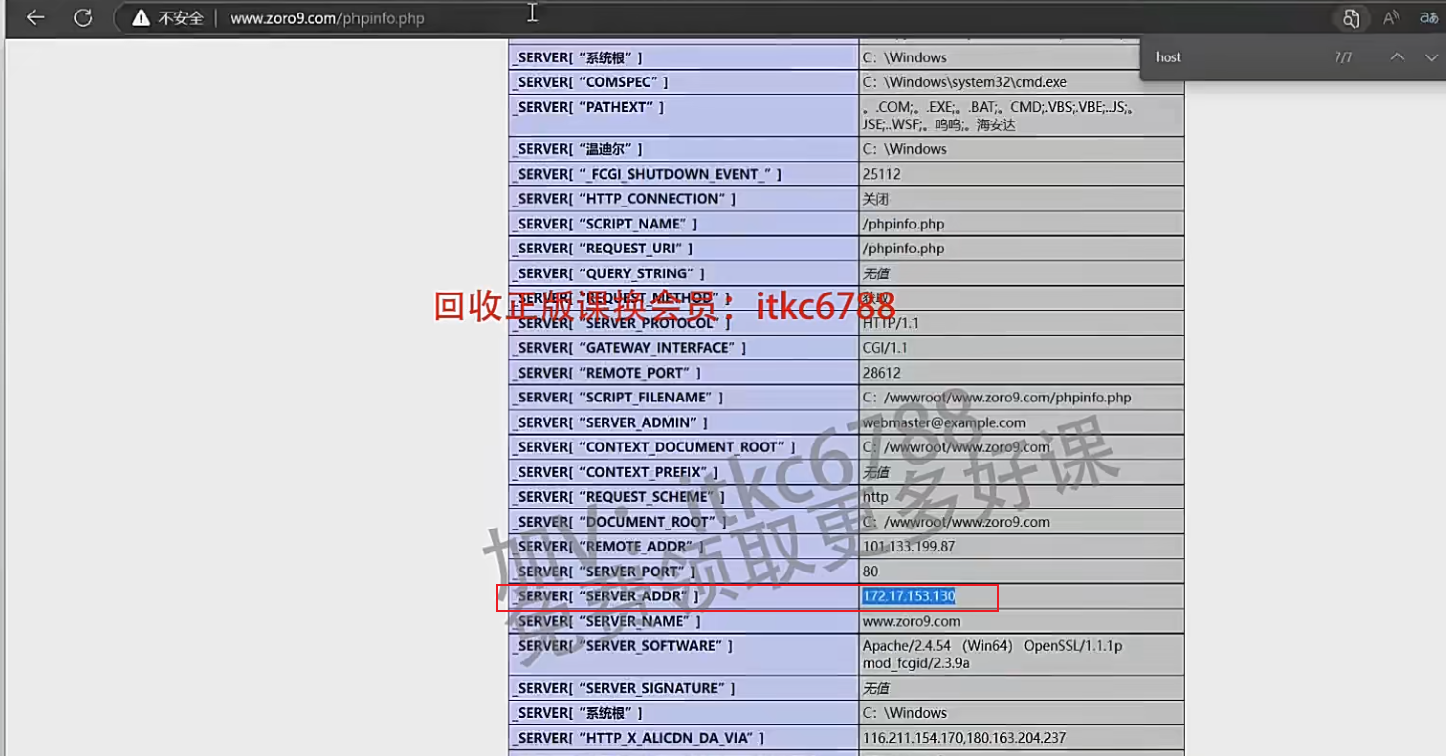 不安全 www.zoro9.com/phpinfo.php
host 7/7
_SERVER[ “系统根” ] C: \Windows
_SERVER[ “COMSPEC” ] C: \Windows\system32\cmd.exe
_SERVER[ “PATHEXT” ] 。.COM;。.EXE;。.BAT;。CMD;.VBS;.VBE;..JS;。
JSE;..WSF;。呜呜;。海女达
_SERVER[ “温迪尔” ] C: \Windows
_SERVER[ “_FCGI_SHUTDOWN_EVENT_” ] 25112
_SERVER[ “HTTP_CONNECTION” ] 关闭
_SERVER[ “SCRIPT_NAME” ] /phpinfo.php
_SERVER[ “REQUEST_URI” ] /phpinfo.php
_SERVER[ “QUERY_STRING” ] 无值
_SERVER[ “REQUEST_METHOD” ] 获取
回收正版课换会员：itkc6788
_SERVER[ “SERVER_PROTOCOL” ] HTTP/1.1
_SERVER[ “GATEWAY_INTERFACE” ] CGI/1.1
_SERVER[ “REMOTE_PORT” ] 28612
_SERVER[ “SCRIPT_FILENAME” ] C: /wwwroot/www.zoro9.com/phpinfo.php
_SERVER[ “SERVER_ADMIN” ] webmaster@example.com
_SERVER[ “CONTEXT_DOCUMENT_ROOT” ] C: /wwwroot/www.zoro9.com
_SERVER[ “CONTEXT_PREFIX” ] 无值
_SERVER[ “REQUEST_SCHEME” ] http
_SERVER[ “DOCUMENT_ROOT” ] C: /wwwroot/www.zoro9.com
_SERVER[ “REMOTE_ADDR” ] 101.133.199.87
_SERVER[ “SERVER_PORT” ] 80
加V：itkc6788
免费领取更多好课
_SERVER[ “SERVER_ADDR” ] 172.17.153.130
_SERVER[ “SERVER_NAME” ] www.zoro9.com
_SERVER[ “SERVER_SOFTWARE” ] Apache/2.4.54 (Win64) OpenSSL/1.1.1p
mod_fcgid/2.3.9a
_SERVER[ “SERVER_SIGNATURE” ] 无值
_SERVER[ “系统根” ] C: \Windows
_SERVER[ “HTTP_X_ALICDN_DA_VIA” ] 116.211.154.170,180.163.204.237